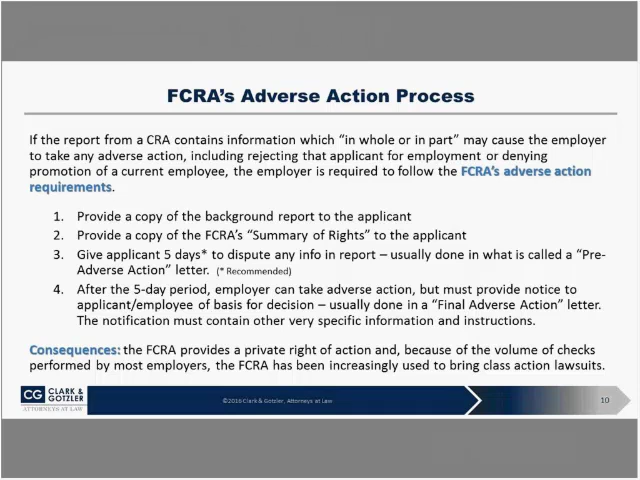 FCRA's Adverse Action Process
If the report from a CRA contains information which "in whole or in part" may cause the employer
to take any adverse action, including rejecting that applicant for employment or denying
promotion of a current employee, the employer is required to follow the FCRA's adverse action
requirements.
1. Provide a copy of the background report to the applicant
2. Provide a copy of the FCRA's "Summary of Rights" to the applicant
3. Give applicant 5 days* to dispute any info in report – usually done in what is called a "Pre-
Adverse Action" letter. (* Recommended)
4. After the 5-day period, employer can take adverse action, but must provide notice to
applicant/employee of basis for decision – usually done in a "Final Adverse Action" letter.
The notification must contain other very specific information and instructions.
Consequences: the FCRA provides a private right of action and, because of the volume of checks
performed by most employers, the FCRA has been increasingly used to bring class action lawsuits.
CG CLARK &
GOTZLER
ATTORNEYS AT LAW
©2016 Clark & Gotzler, Attorneys at Law
10